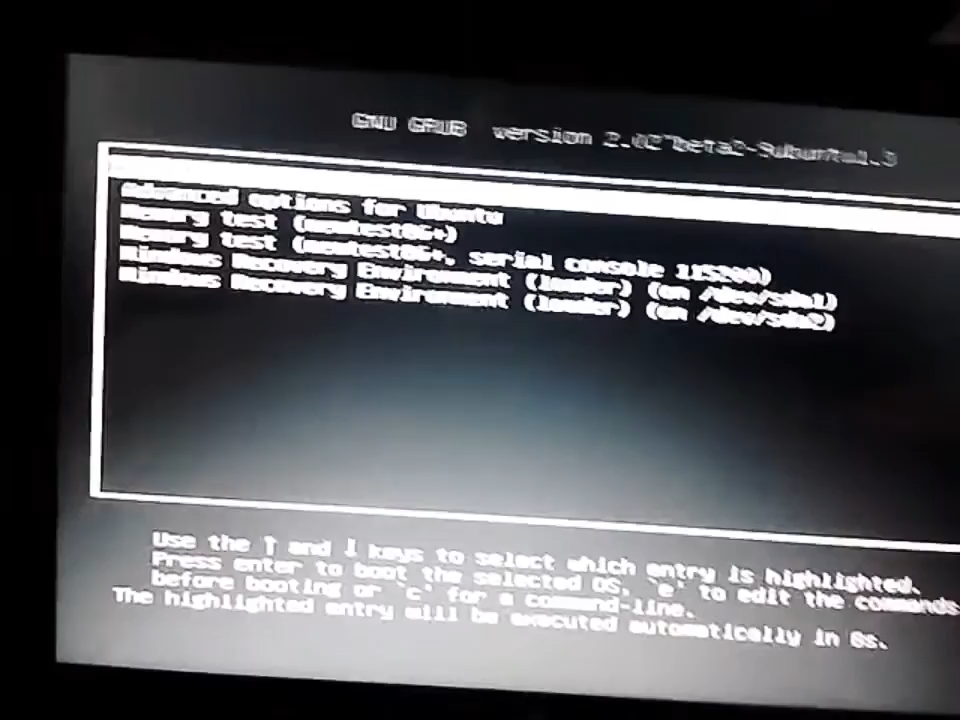 GNU GRUB version 2.02~beta2-9ubuntu1.3
Advanced options for Ubuntu
Memory test (memtest86+)
Memory test (memtest86+, serial console 115200)
Windows Recovery Environment (loader) (on /dev/sda1)
Windows Recovery Environment (loader) (on /dev/sda2)
Use the ↑ and ↓ keys to select which entry is highlighted.
Press enter to boot the selected OS, `e' to edit the commands
before booting or `c' for a command-line.
The highlighted entry will be executed automatically in